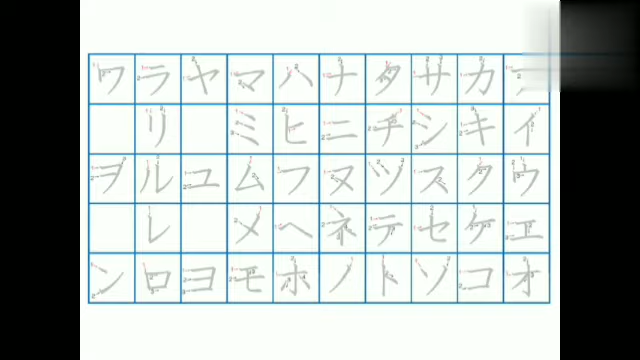 アイウエオ
カキクケコ
サシスセソ
タチツテト
ナニヌネノ
ハヒフヘホ
マミムメモ
ヤユヨ
ラリルレロ
ワヲン